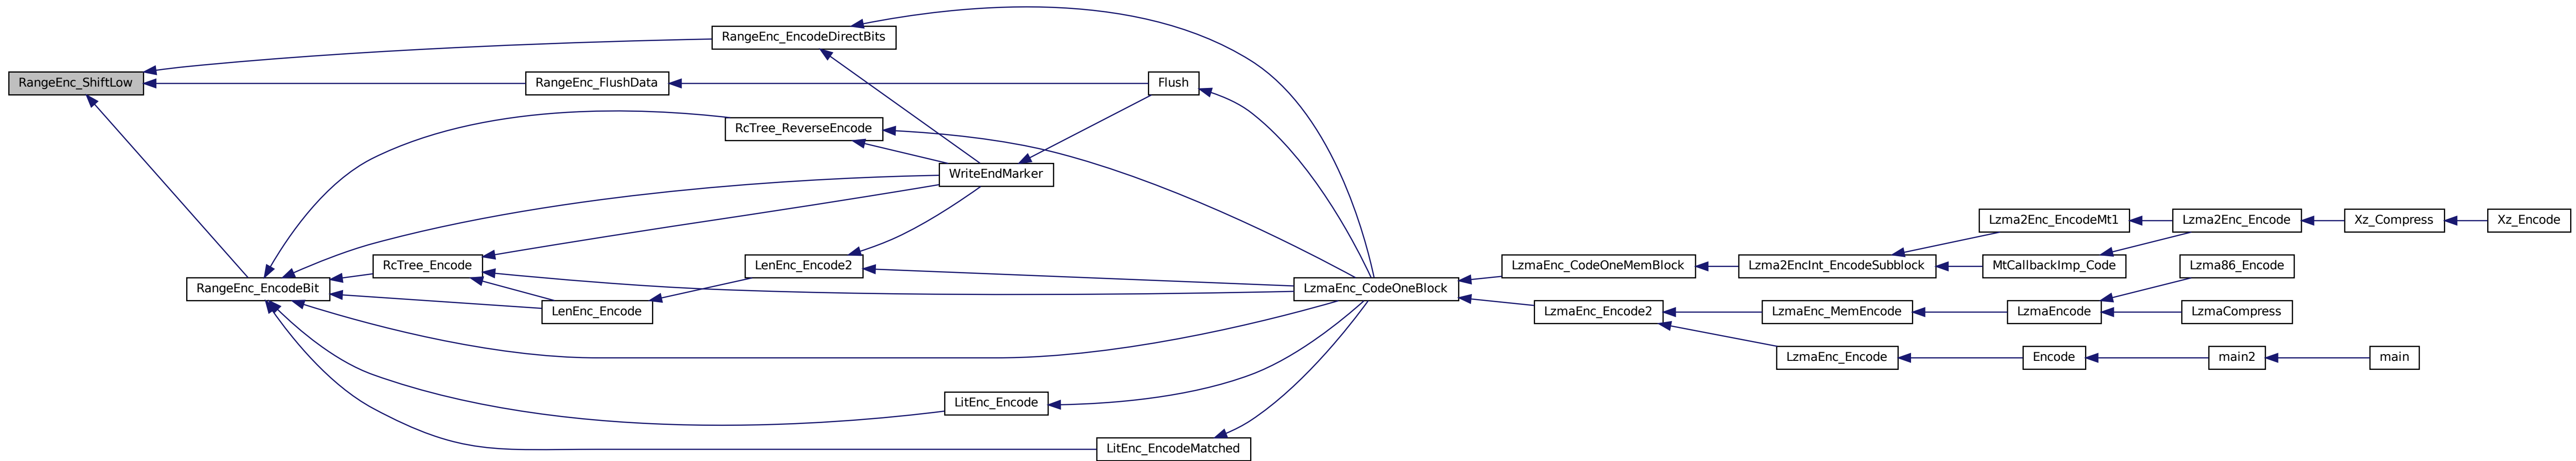 RangeEnc_ShiftLow
RangeEnc_EncodeDirectBits
RangeEnc_FlushData
Flush
RcTree_ReverseEncode
WriteEndMarker
RangeEnc_EncodeBit
RcTree_Encode
LenEnc_Encode2
LenEnc_Encode
LitEnc_Encode
LitEnc_EncodeMatched
LzmaEnc_CodeOneBlock
LzmaEnc_CodeOneMemBlock
Lzma2EncInt_EncodeSubblock
Lzma2Enc_EncodeMt1
MtCallbackImp_Code
Lzma2Enc_Encode
Xz_Compress
Xz_Encode
LzmaEnc_Encode2
LzmaEnc_MemEncode
LzmaEncode
Lzma86_Encode
LzmaCompress
LzmaEnc_Encode
Encode
main2
main